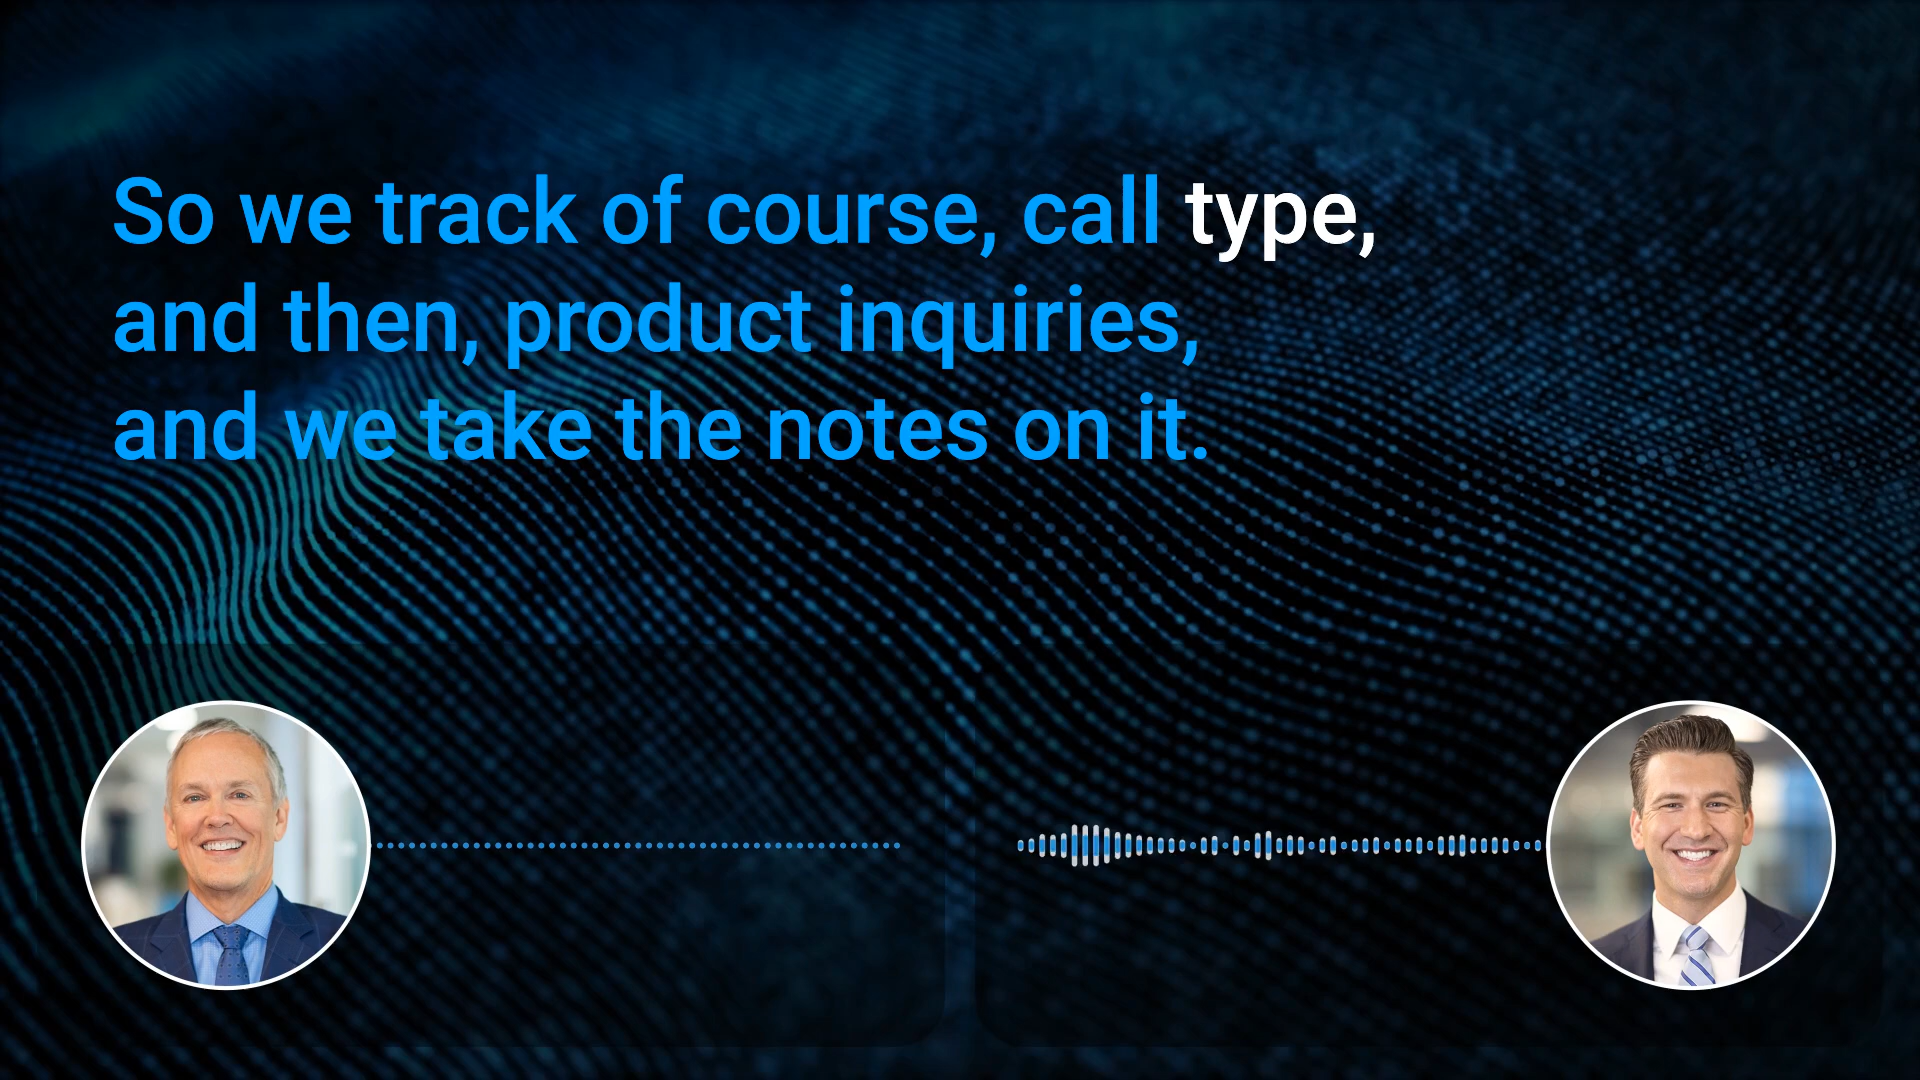 So we track of course, call type,
and then, product inquiries,
and we take the notes on it.